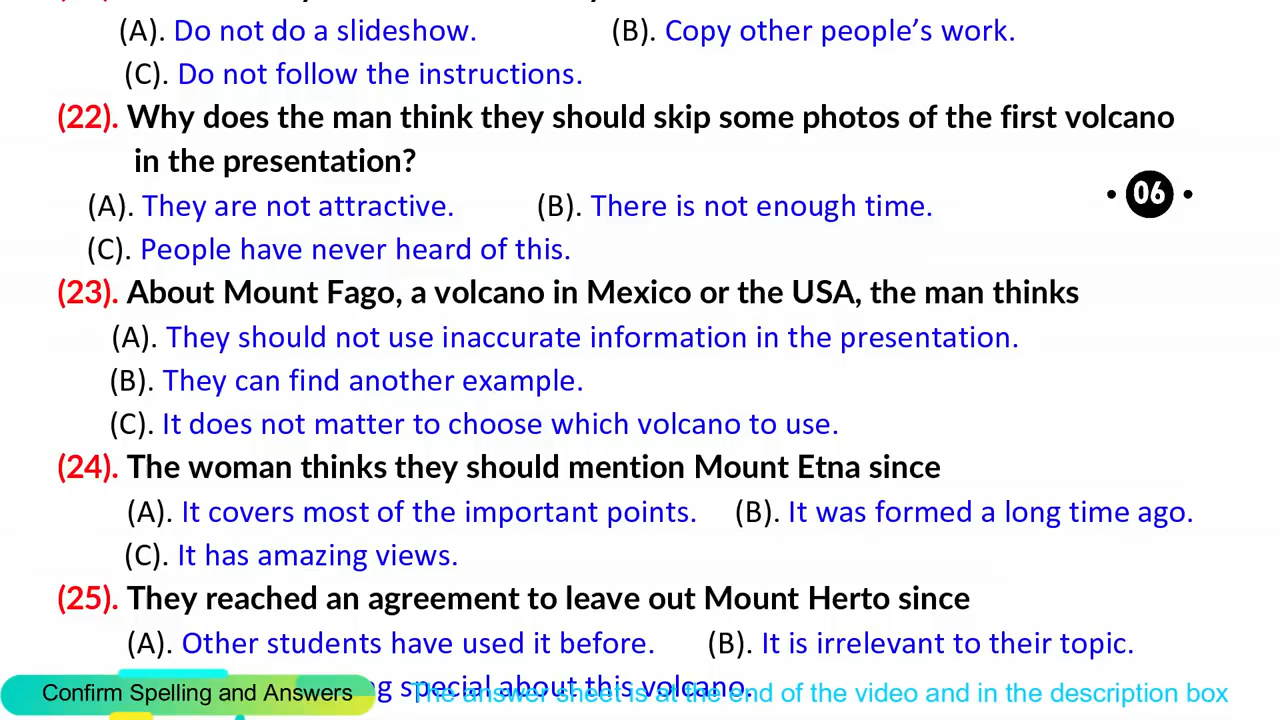 (A). Do not do a slideshow. (B). Copy other people's work.
(C). Do not follow the instructions.
(22). Why does the man think they should skip some photos of the first volcano
in the presentation?
(A). They are not attractive. (B). There is not enough time.
06
(C). People have never heard of this.
(23). About Mount Fago, a volcano in Mexico or the USA, the man thinks
(A). They should not use inaccurate information in the presentation.
(B). They can find another example.
(C). It does not matter to choose which volcano to use.
(24). The woman thinks they should mention Mount Etna since
(A). It covers most of the important points. (B). It was formed a long time ago.
(C). It has amazing views.
(25). They reached an agreement to leave out Mount Herto since
(A). Other students have used it before. (B). It is irrelevant to their topic.
special about this volcano.
Confirm Spelling and Answers
The answer sheet is at the end of the video and in the description box